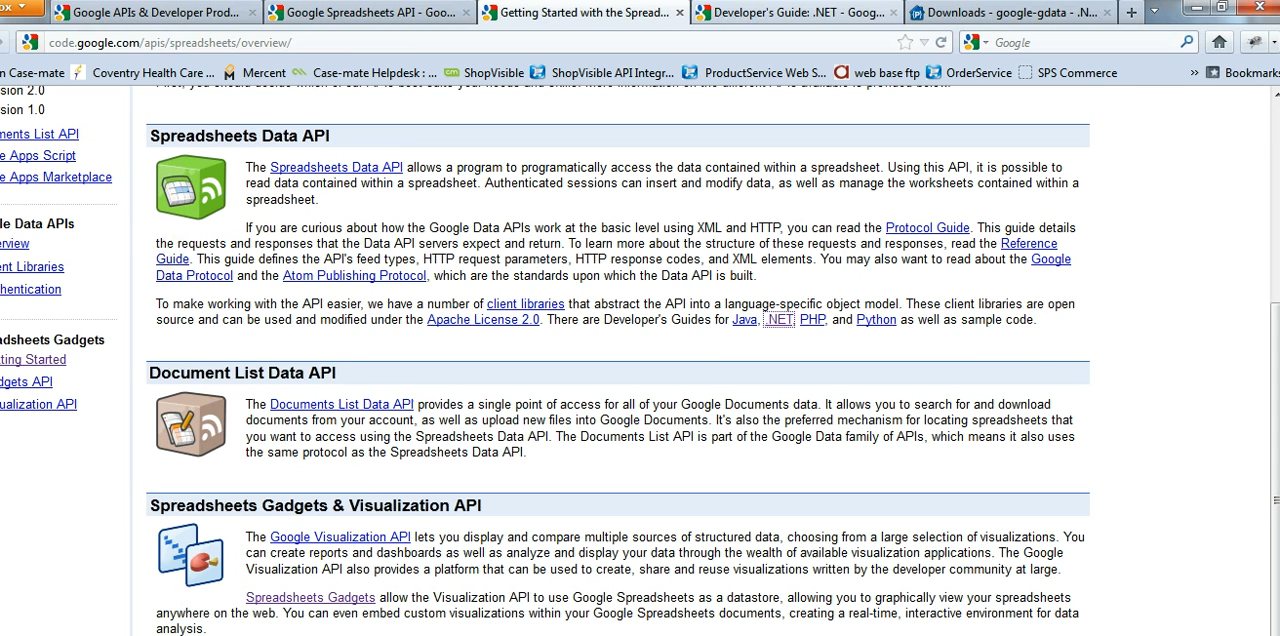 ox
Google APIs & Developer Prod...
Google Spreadsheets API - Goo...
Getting Started with the Spread...
Developer's Guide: .NET - Goog...
Downloads - google-gdata - .N...
code.google.com/apis/spreadsheets/overview/
Google
n Case-mate
Coventry Health Care ...
Mercent
Case-mate Helpdesk : ...
ShopVisible
ShopVisible API Integr...
ProductService Web S...
web base ftp
OrderService
SPS Commerce
»
Bookmarks
sion 2.0
sion 1.0
ments List API
e Apps Script
e Apps Marketplace
le Data APIs
erview
ent Libraries
hentication
adsheets Gadgets
ting Started
dgets API
ualization API
Spreadsheets Data API
The Spreadsheets Data API allows a program to programatically access the data contained within a spreadsheet. Using this API, it is possible to
read data contained within a spreadsheet. Authenticated sessions can insert and modify data, as well as manage the worksheets contained within a
spreadsheet.
If you are curious about how the Google Data APIs work at the basic level using XML and HTTP, you can read the Protocol Guide. This guide details
the requests and responses that the Data API servers expect and return. To learn more about the structure of these requests and responses, read the Reference
Guide. This guide defines the API's feed types, HTTP request parameters, HTTP response codes, and XML elements. You may also want to read about the Google
Data Protocol and the Atom Publishing Protocol, which are the standards upon which the Data API is built.
To make working with the API easier, we have a number of client libraries that abstract the API into a language-specific object model. These client libraries are open
source and can be used and modified under the Apache License 2.0. There are Developer's Guides for Java, .NET PHP, and Python as well as sample code.
Document List Data API
The Documents List Data API provides a single point of access for all of your Google Documents data. It allows you to search for and download
documents from your account, as well as upload new files into Google Documents. It's also the preferred mechanism for locating spreadsheets that
you want to access using the Spreadsheets Data API. The Documents List API is part of the Google Data family of APIs, which means it also uses
the same protocol as the Spreadsheets Data API.
Spreadsheets Gadgets & Visualization API
The Google Visualization API lets you display and compare multiple sources of structured data, choosing from a large selection of visualizations. You
can create reports and dashboards as well as analyze and display your data through the wealth of available visualization applications. The Google
Visualization API also provides a platform that can be used to create, share and reuse visualizations written by the developer community at large.
Spreadsheets Gadgets allow the Visualization API to use Google Spreadsheets as a datastore, allowing you to graphically view your spreadsheets
anywhere on the web. You can even embed custom visualizations within your Google Spreadsheets documents, creating a real-time, interactive environment for data
analysis.